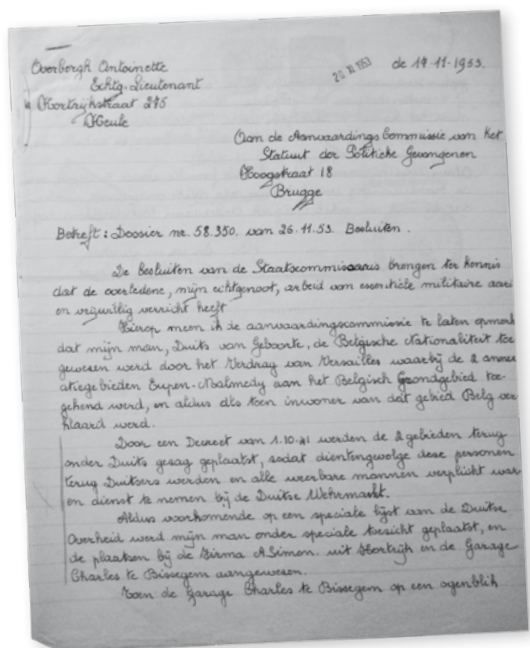 Overbergh Antoinette
20 XI 1953
de 19.11.1953.
Echtg. Lieutenant
Kortrijkstraat 245
Heule
Aan de Aanvaardings Commissie van het
Statuut der Politieke Gevangenen
Hoogstraat 18
Brugge
Betreft: Dossier nr. 58.350. van 26.11.53. Besluiten.
De besluiten van de Staatscommissaris brengen ter kennis
dat de overledene, mijn echtgenoot, arbeid van essentiele militaire aard
en vrijwillig verricht heeft
Hierop meen ik de aanvaardingscommissie te laten opmerk
dat mijn man, Duits van Geboorte, de Belgische Nationaliteit toe
gewezen werd door het Verdrag van Versailles waarbij de 2
atiegebieden Eupen-Malmedy aan het Belgisch Grondgebied toe-
gekend werd, en aldus als toen inwoner van dat gebied Belg ver
klaard werd.
Door een Decreet van 1.10.41 werden de 2 gebieden terug
onder Duits gezag geplaatst, zodat dientengevolge deze personen
terug Duitsers werden en alle weerbare mannen verplicht war
en dienst te nemen bij de Duitse Wehrmacht.
Aldus voorkomende op een speciale lijst van de Duitse
Overheid werd mijn man onder speciale toezicht geplaatst, en
de plaatsen bij de Firma A Simon. uit Kortrijk en de Garage
Charles te Bissegem aangewezen.
Toen de Garage Charles te Bissegem op een ogenblik